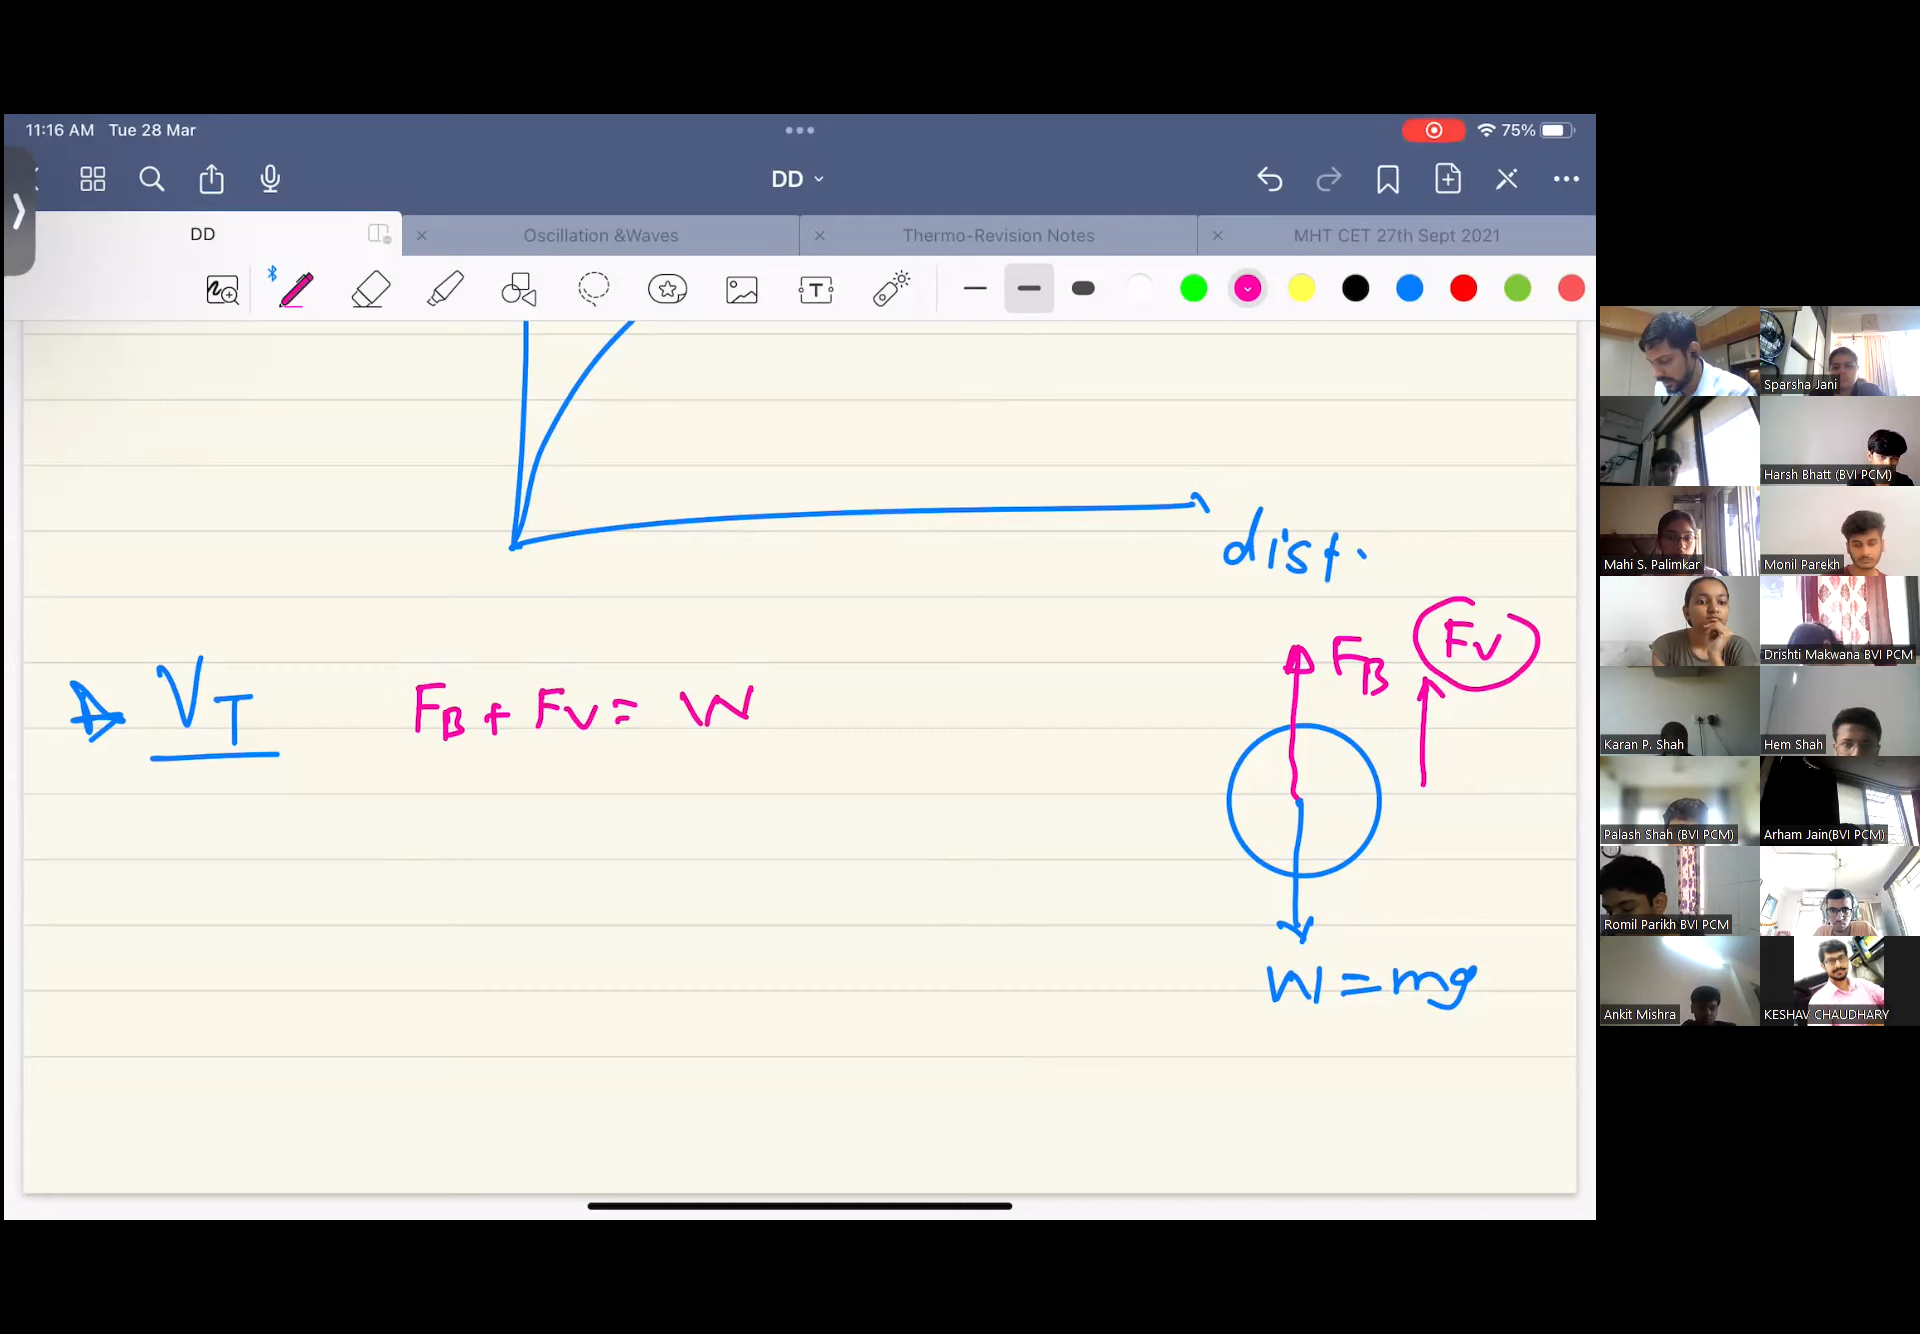 11:16 AM Tue 28 Mar
75%
DD
DD
Oscillation &Waves
Thermo-Revision Notes
MHT CET 27th Sept 2021
T
dist.
VT
FB + FV = W
FB
FV
W = mg
Sparsha Jani
Harsh Bhatt (BVI PCM)
Mahi S. Palimkar
Monil Parekh
Drishti Makwana BVI PCM
Karan P. Shah
Hem Shah
Palash Shah (BVI PCM)
Arham Jain(BVI PCM)
Romil Parikh BVI PCM
Ankit Mishra
KESHAV CHAUDHARY